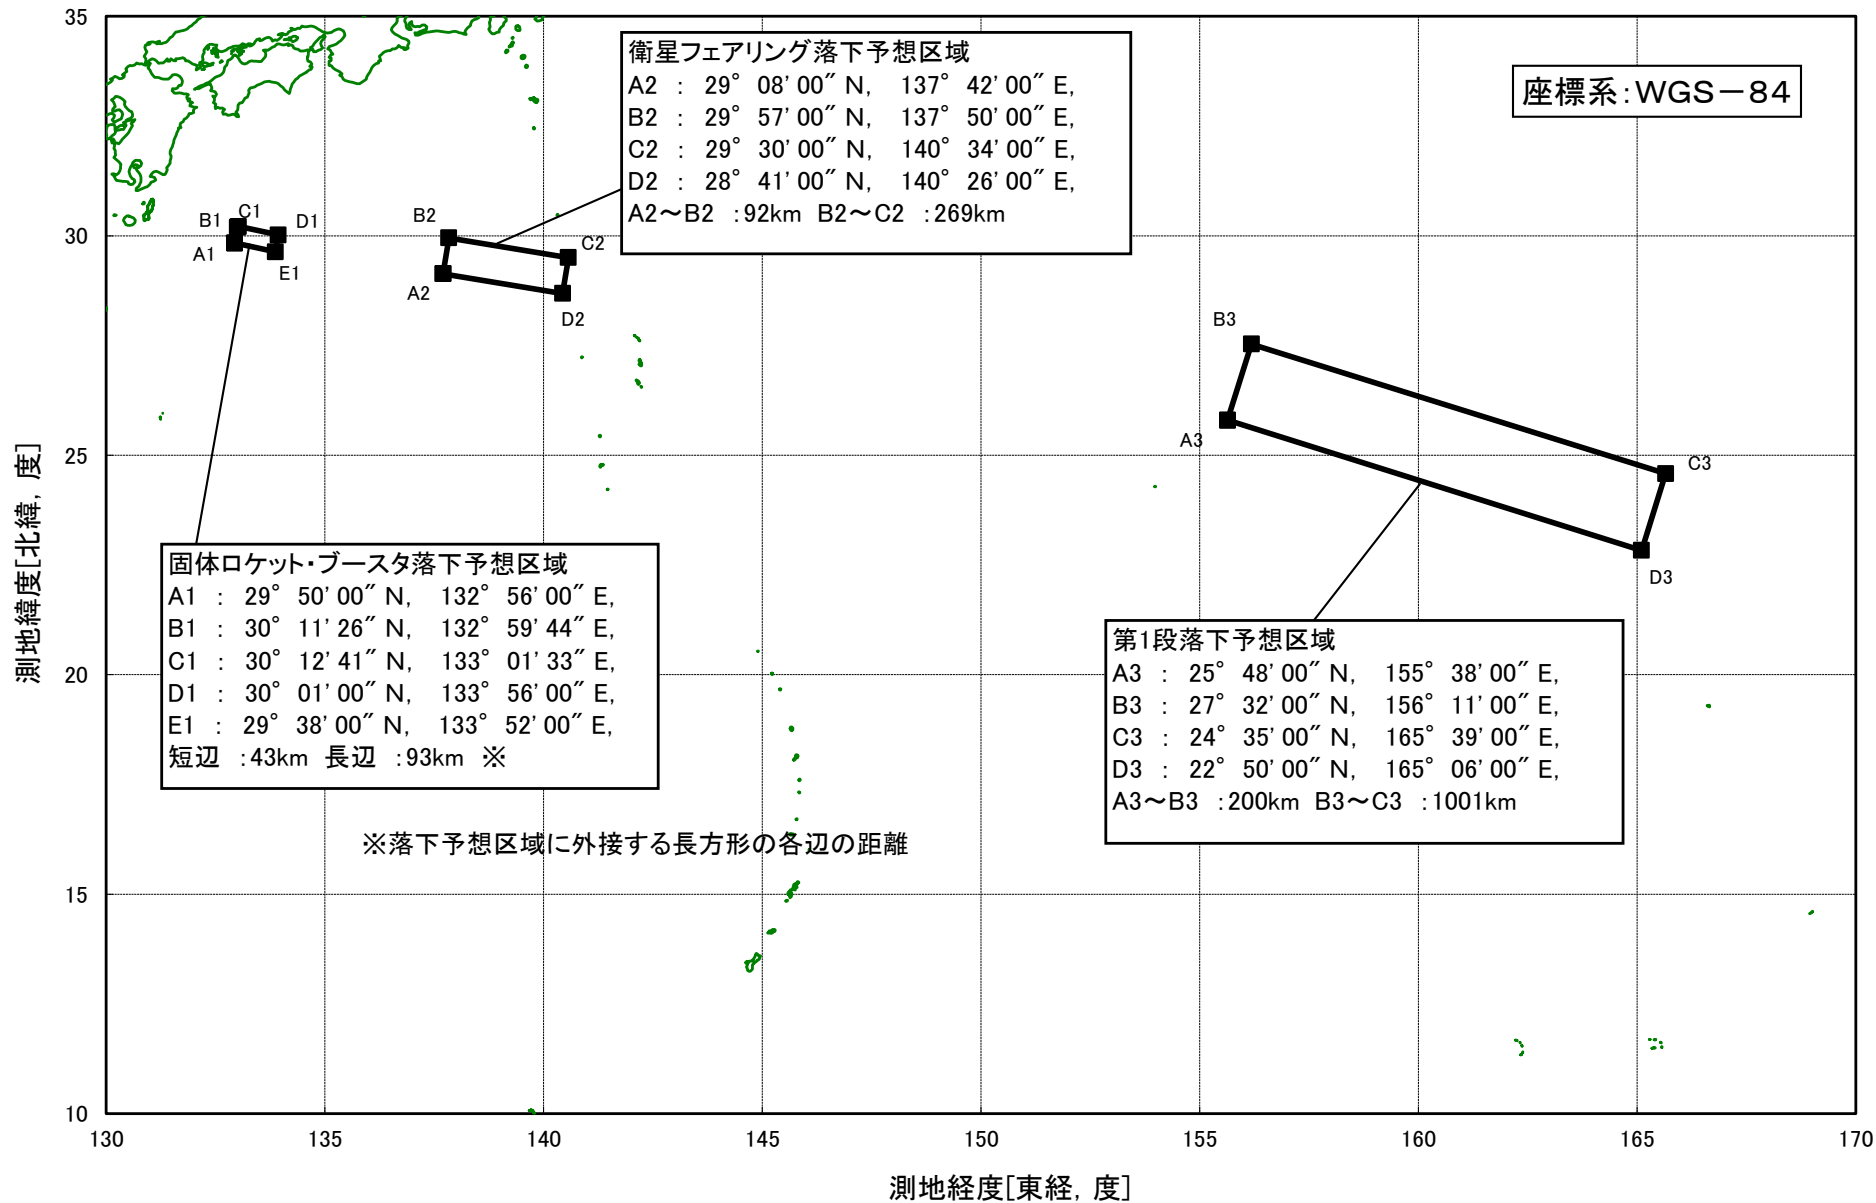 35
30
25
20
15
10
130
135
140
145
150
155
160
165
170
測地緯度[北緯, 度]
測地経度[東経, 度]
座標系:WGS-84
衛星フェアリング落下予想区域
A2 : 29° 08'00" N, 137° 42'00" E,
B2 : 29° 57'00" N, 137° 50'00" E,
C2 : 29° 30'00" N, 140° 34'00" E,
D2 : 28° 41'00" N, 140° 26'00" E,
A2～B2 :92km B2～C2 :269km
B1
C1
D1
A1
E1
B2
C2
A2
D2
B3
A3
C3
D3
固体ロケット・ブースタ落下予想区域
A1 : 29° 50'00" N, 132° 56'00" E,
B1 : 30° 11'26" N, 132° 59'44" E,
C1 : 30° 12'41" N, 133° 01'33" E,
D1 : 30° 01'00" N, 133° 56'00" E,
E1 : 29° 38'00" N, 133° 52'00" E,
短辺 :43km 長辺 :93km ※
※落下予想区域に外接する長方形の各辺の距離
第1段落下予想区域
A3 : 25° 48'00" N, 155° 38'00" E,
B3 : 27° 32'00" N, 156° 11'00" E,
C3 : 24° 35'00" N, 165° 39'00" E,
D3 : 22° 50'00" N, 165° 06'00" E,
A3～B3 :200km B3～C3 :1001km